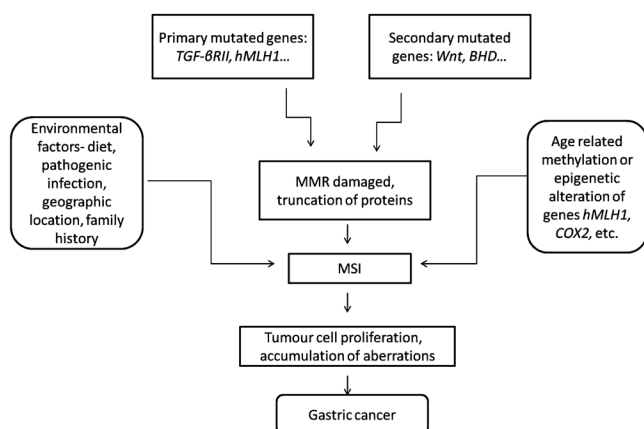 Primary mutated genes:
TGF-βRII, hMLH1...
Secondary mutated
genes: Wnt, BHD...
Environmental
factors- diet,
pathogenic
infection,
geographic
location, family
history
MMR damaged,
truncation of proteins
Age related
methylation or
epigenetic
alteration of
genes hMLH1,
COX2, etc.
MSI
Tumour cell proliferation,
accumulation of aberrations
Gastric cancer